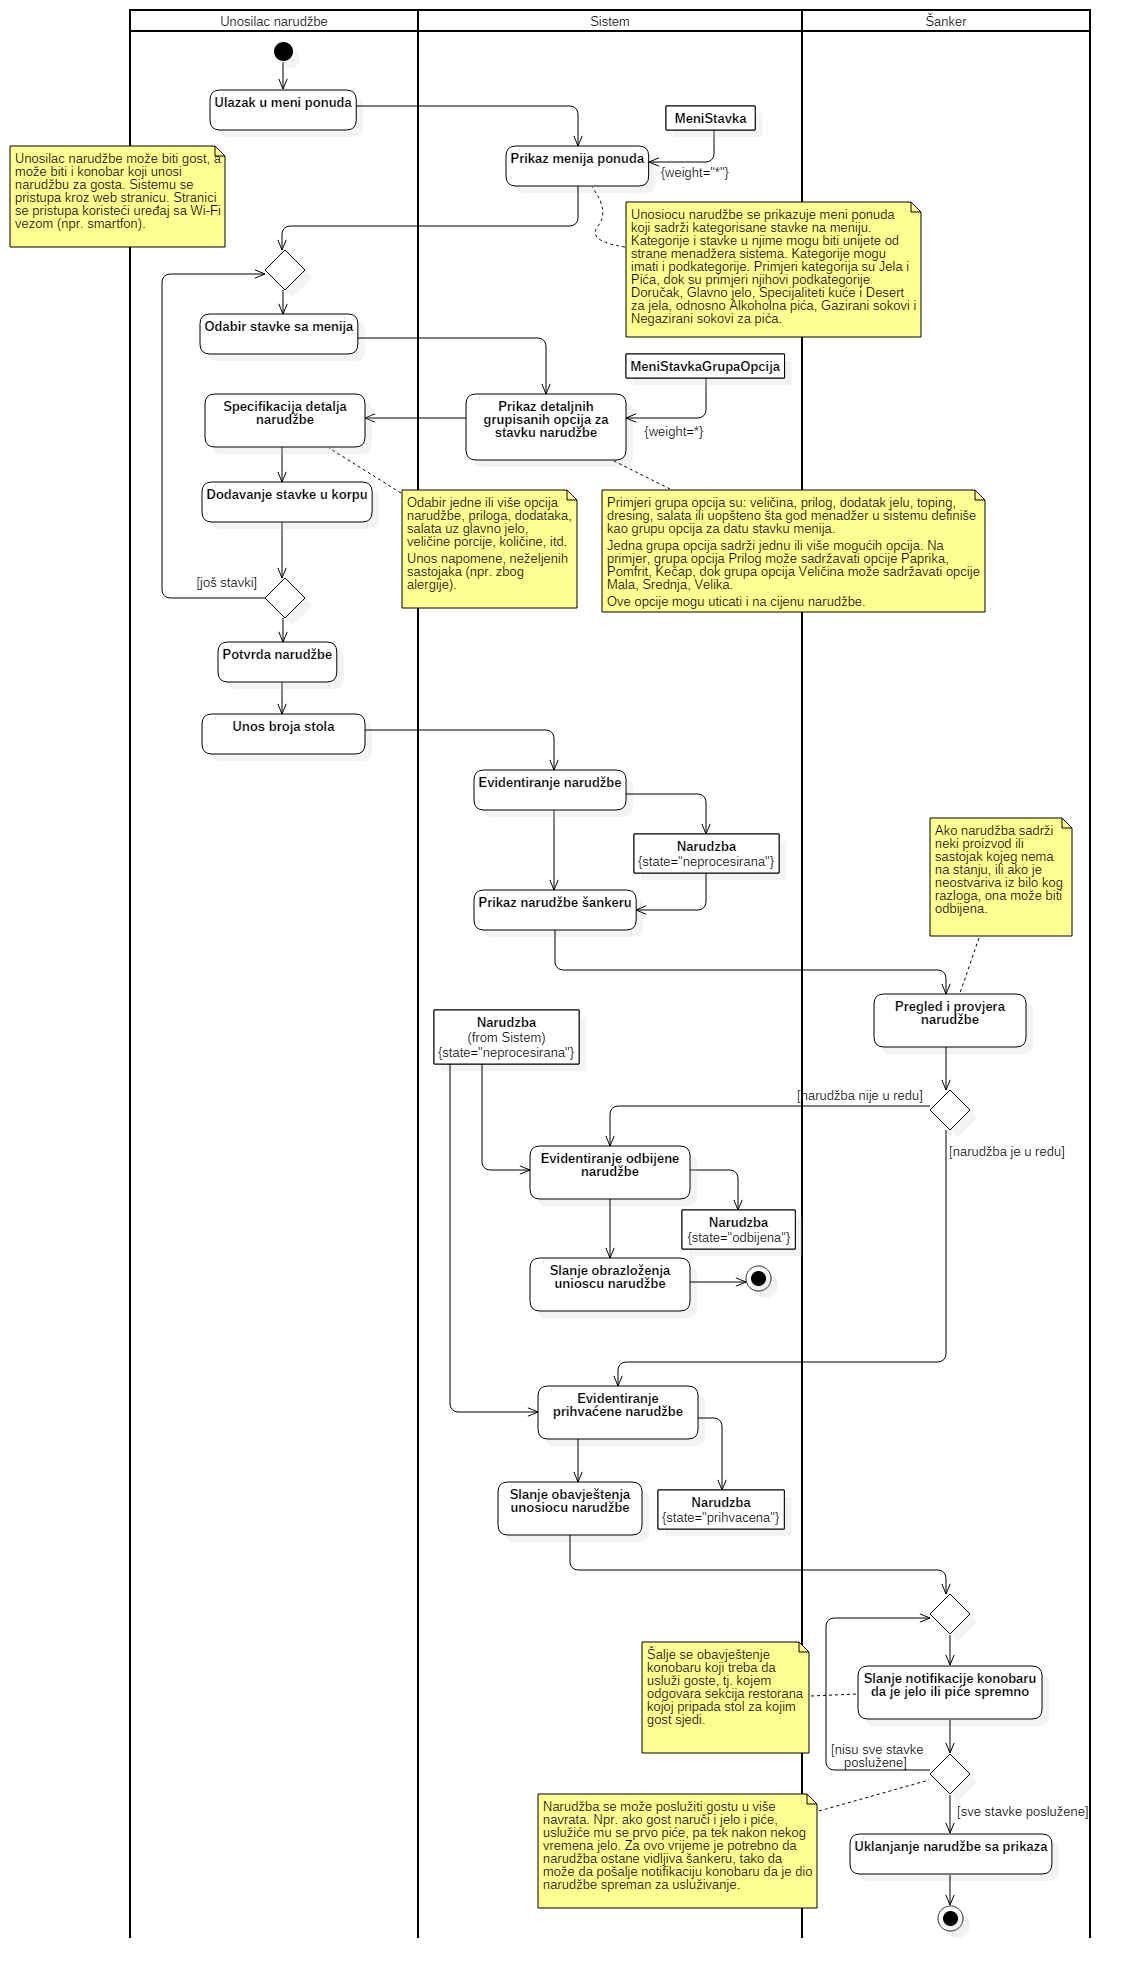 Unosilac narudžbe
Sistem
Šanker
Ulazak u meni ponuda
MeniStavka
Prikaz menija ponuda
{weight="*"}
Unosilac narudžbe može biti gost, a
može biti i konobar koji unosi
narudžbu za gosta. Sistemu se
pristupa kroz web stranicu. Stranici
se pristupa koristeći uređaj sa Wi-Fi
vezom (npr. smartfon).
Unosiocu narudžbe se prikazuje meni ponuda
koji sadrži kategorisane stavke na meniju.
Kategorije i stavke u njime mogu biti unijete od
strane menadžera sistema. Kategorije mogu
imati i podkategorije. Primjeri kategorija su Jela i
Pića, dok su primjeri njihovi podkategorije
Doručak, Glavno jelo, Specijaliteti kuće i Desert
za jela, odnosno Alkoholna pića, Gazirani sokovi i
Negazirani sokovi za pića.
Odabir stavke sa menija
MeniStavkaGrupaOpcija
Specifikacija detalja
narudžbe
Prikaz detaljnih
grupisanih opcija za
stavku narudžbe
{weight=*}
Dodavanje stavke u korpu
Odabir jedne ili više opcija
narudžbe, priloga, dodataka,
salata uz glavno jelo,
veličine porcije, količine, itd.
Unos napomene, neželjenih
sastojaka (npr. zbog
alergije).
Primjeri grupa opcija su: veličina, prilog, dodatak jelu, toping,
dresing, salata ili uopšteno šta god menadžer u sistemu definiše
kao grupu opcija za datu stavku menija.
Jedna grupa opcija sadrži jednu ili više mogućih opcija. Na
primjer, grupa opcija Prilog može sadržavati opcije Paprika,
Pomfrit, Kečap, dok grupa opcija Veličina može sadržavati opcije
Mala, Srednja, Velika.
Ove opcije mogu uticati i na cijenu narudžbe.
[još stavki]
Potvrda narudžbe
Unos broja stola
Evidentiranje narudžbe
Narudzba
{state="neprocesirana"}
Prikaz narudžbe šankeru
Ako narudžba sadrži
neki proizvod ili
sastojak kojeg nema
na stanju, ili ako je
neostvariva iz bilo kog
razloga, ona može biti
odbijena.
Pregled i provjera
narudžbe
Narudzba
(from Sistem)
{state="neprocesirana"}
[narudžba nije u redu]
[narudžba je u redu]
Evidentiranje odbijene
narudžbe
Narudzba
{state="odbijena"}
Slanje obrazloženja
unioscu narudžbe
Evidentiranje
prihvaćene narudžbe
Slanje obavještenja
unosiocu narudžbe
Narudzba
{state="prihvacena"}
Šalje se obavještenje
konobaru koji treba da
usluži goste, tj. kojem
odgovara sekcija restorana
kojoj pripada stol za kojim
gost sjedi.
Slanje notifikacije konobaru
da je jelo ili piće spremno
[nisu sve stavke
poslužene]
[sve stavke poslužene]
Narudžba se može poslužiti gostu u više
navrata. Npr. ako gost naruči i jelo i piće,
uslužiće mu se prvo piće, pa tek nakon nekog
vremena jelo. Za ovo vrijeme je potrebno da
narudžba ostane vidljiva šankeru, tako da
može da pošalje notifikaciju konobaru da je dio
narudžbe spreman za usluživanje.
Uklanjanje narudžbe sa prikaza